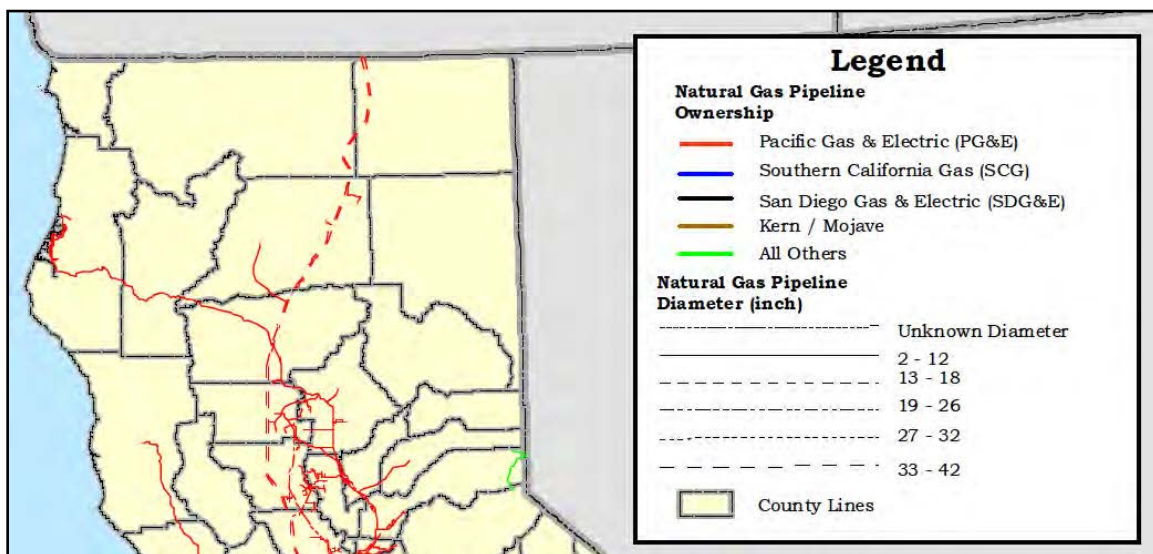 Legend
Natural Gas Pipeline
Ownership
Pacific Gas & Electric (PG&E)
Southern California Gas (SCG)
San Diego Gas & Electric (SDG&E)
Kern / Mojave
All Others
Natural Gas Pipeline
Diameter (inch)
Unknown Diameter
2 - 12
13 - 18
19 - 26
27 - 32
33 - 42
County Lines